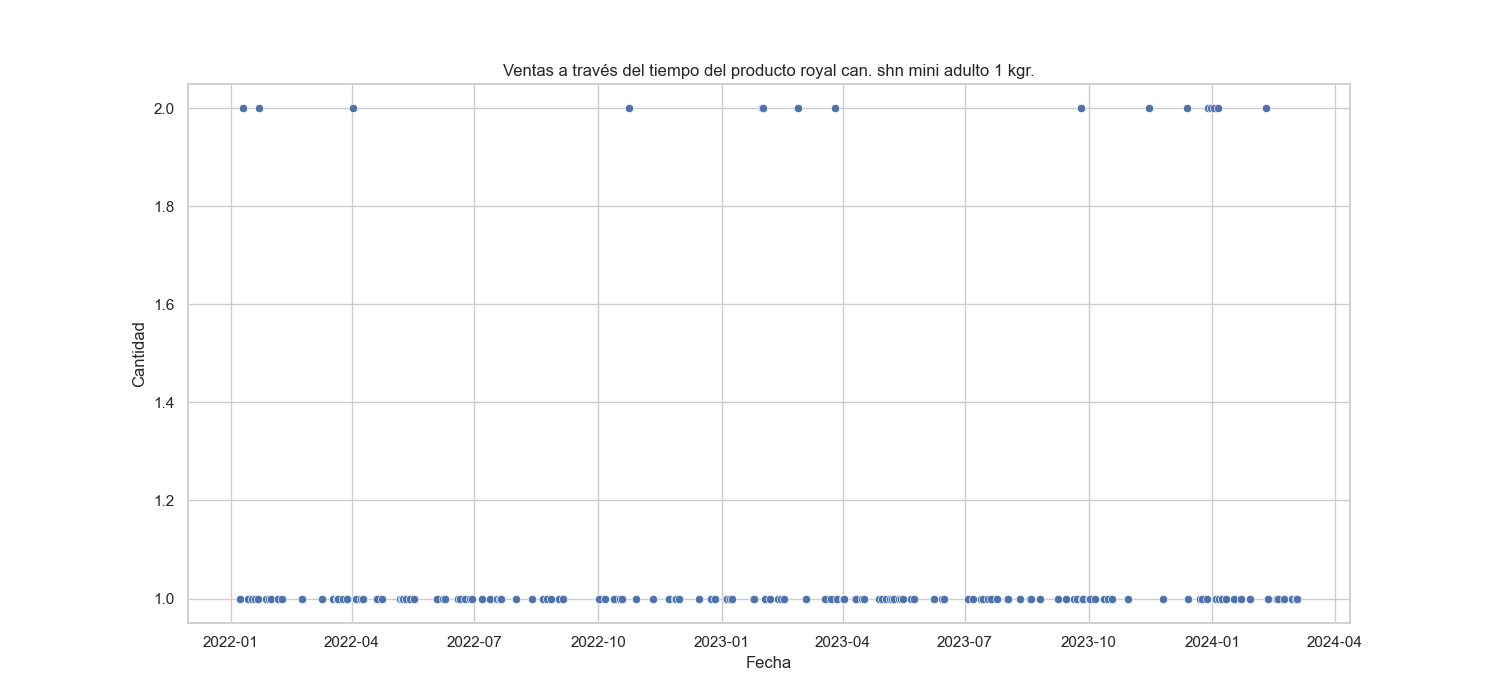 Ventas a través del tiempo del producto royal can. shn mini adulto 1 kgr.
2.0
1.8
1.6
1.4
1.2
1.0
Cantidad
2022-01 2022-04 2022-07 2022-10 2023-01 2023-04 2023-07 2023-10 2024-01 2024-04
Fecha